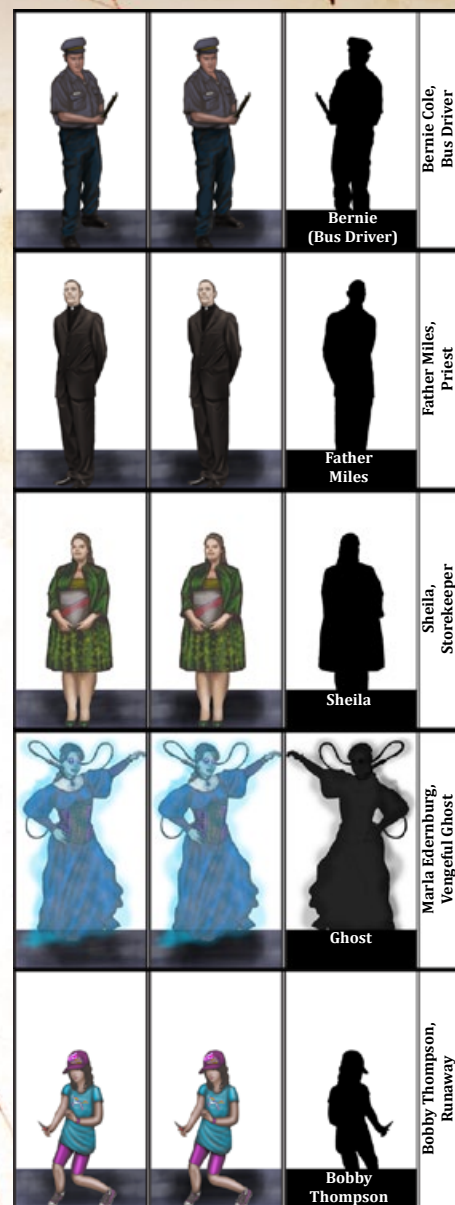 Bernie
(Bus Driver)
Bernie Cole,
Bus Driver
Father
Miles
Father Miles,
Priest
Sheila
Sheila,
Storekeeper
Ghost
Marla Edernburg,
Vengeful Ghost
Bobby
Thompson
Bobby Thompson,
Runaway